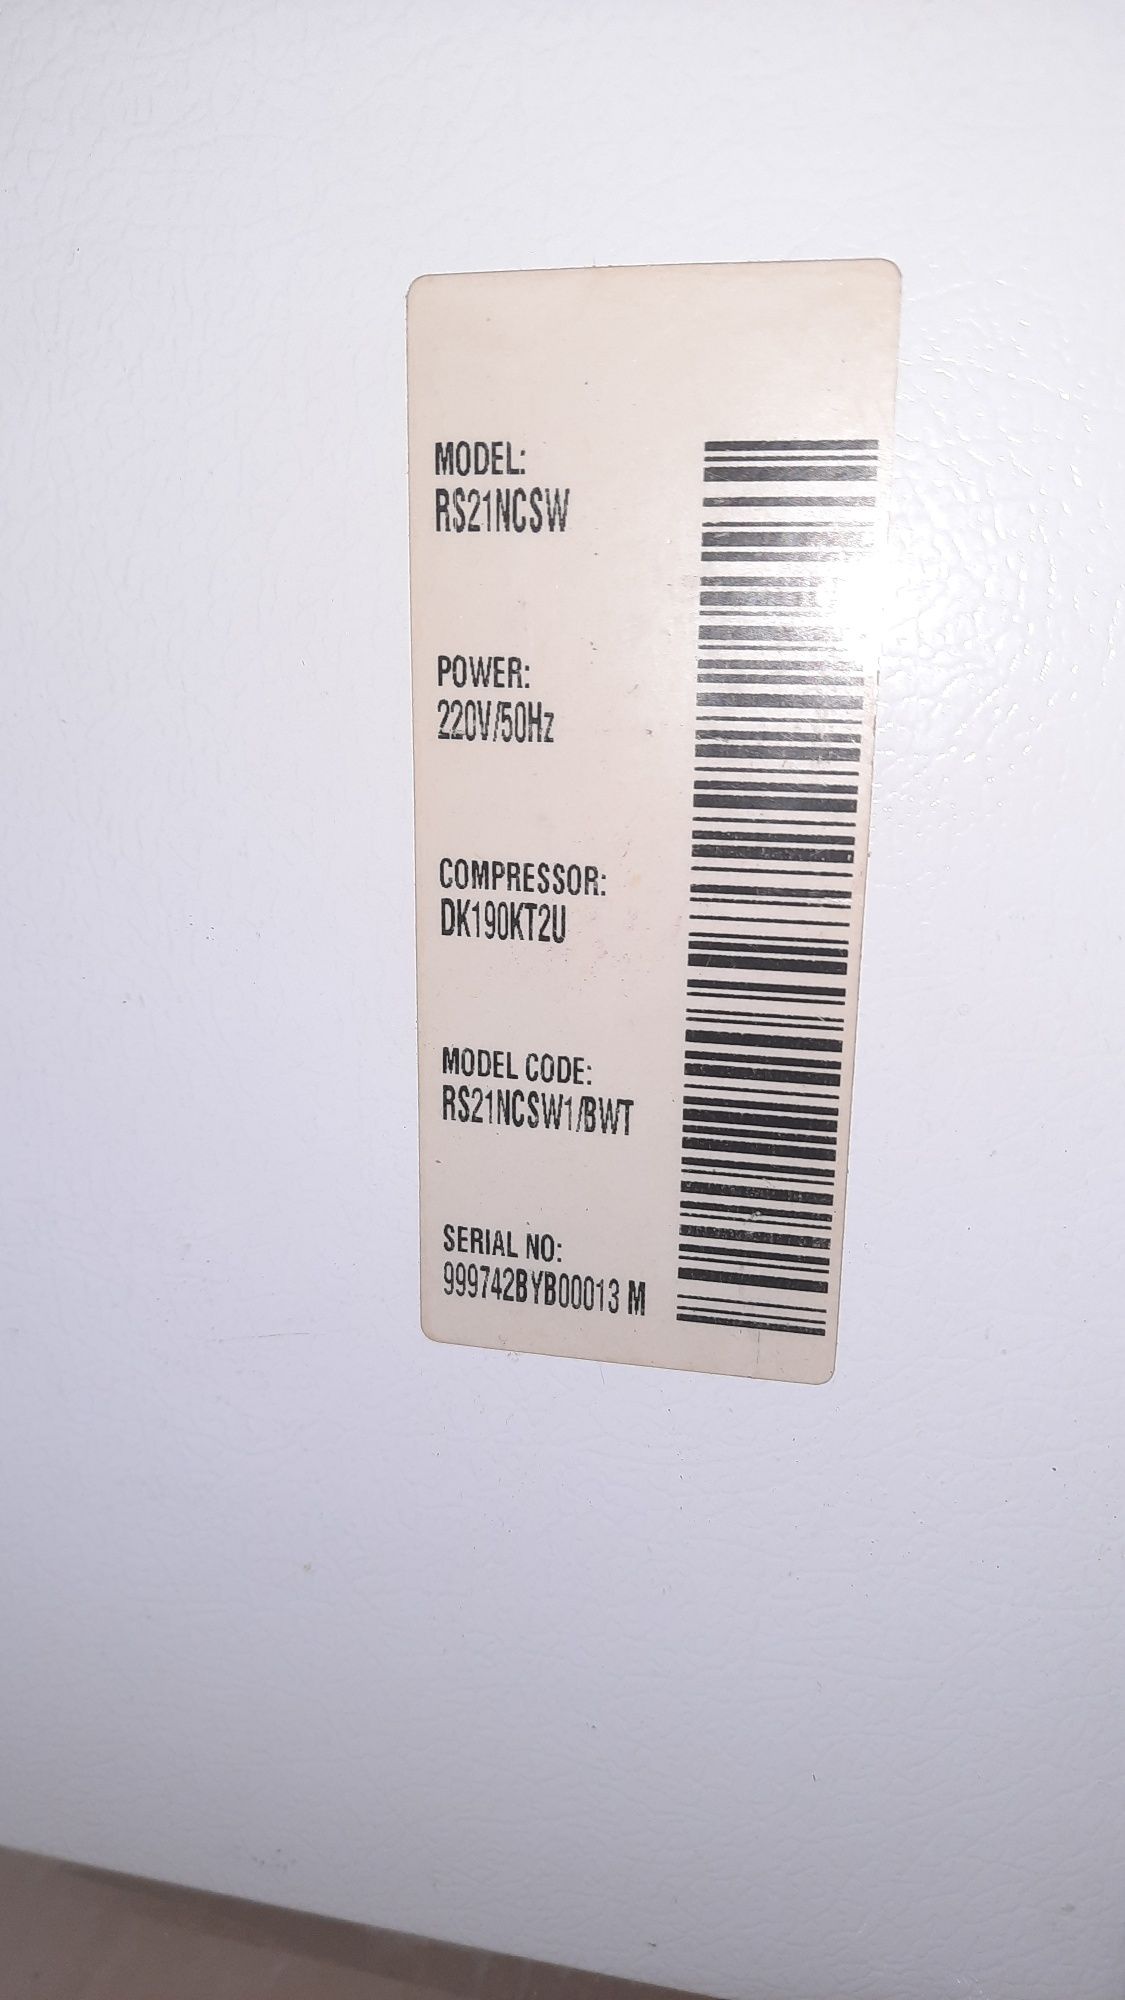 MODEL:
RS21NCSW
POWER:
220V/50Hz
COMPRESSOR:
DK190KT2U
MODEL CODE:
RS21NCSW1/BWT
SERIAL NO:
999742BYB00013 M